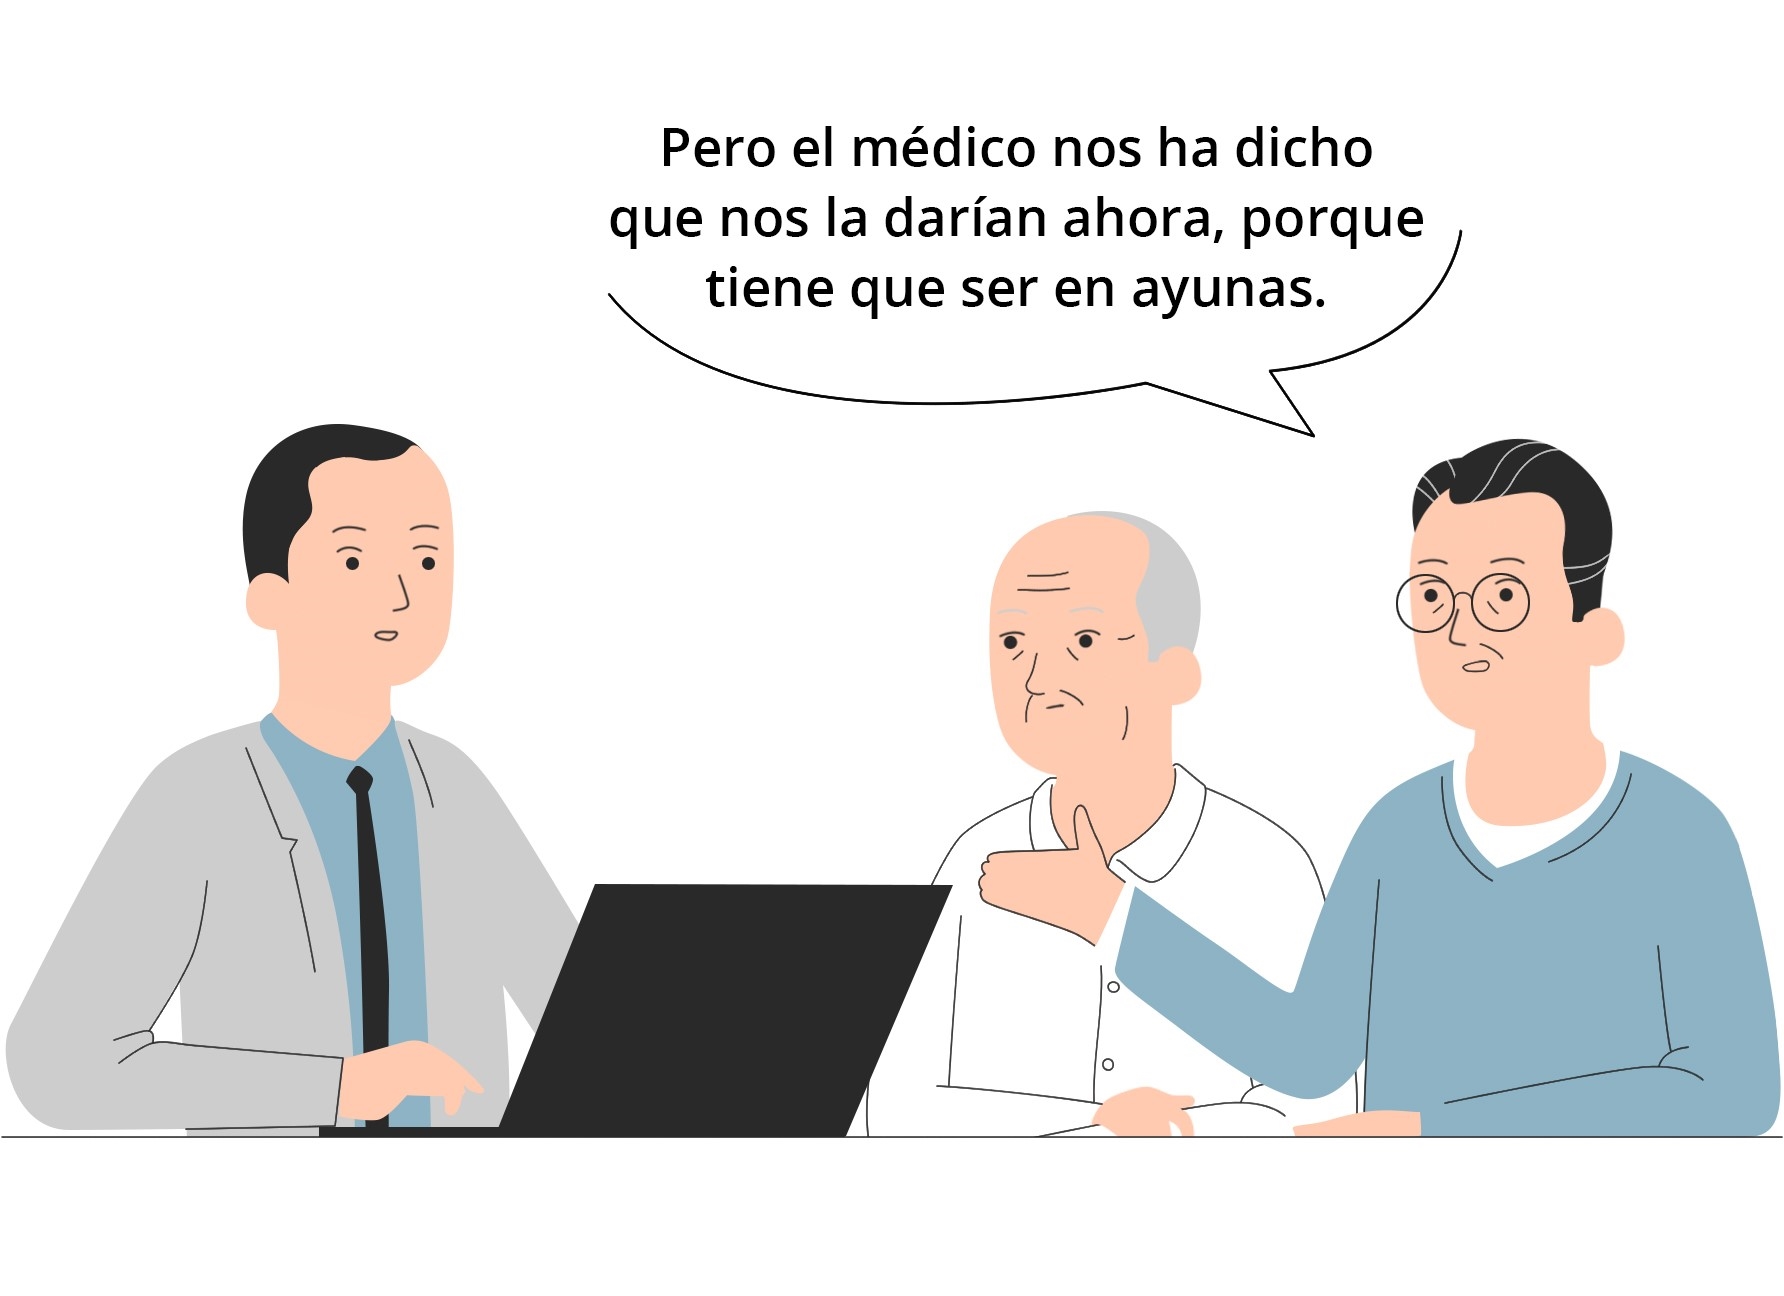 Pero el médico nos ha dicho
que nos la darían ahora, porque
tiene que ser en ayunas.